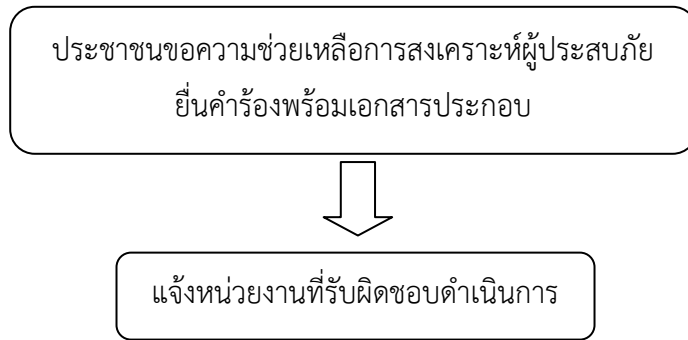 ประชาชนขอความช่วยเหลือการสงเคราะห์ผู้ประสบภัย
ยื่นคำร้องพร้อมเอกสารประกอบ
แจ้งหน่วยงานที่รับผิดชอบดำเนินการ